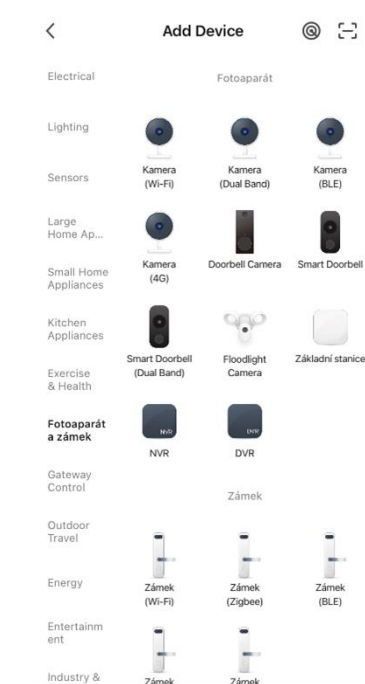 Add Device
Electrical
Lighting
Sensors
Large
Home Ap...
Small Home
Appliances
Kitchen
Appliances
Exercise
& Health
Fotoaparát
a zámek
Gateway
Control
Outdoor
Travel
Energy
Entertainm
ent
Industry &
Fotoaparát
Kamera
(Wi-Fi)
Kamera
(Dual Band)
Kamera
(BLE)
Kamera
(4G)
Doorbell Camera
Smart Doorbell
Smart Doorbell
(Dual Band)
Floodlight
Camera
Základní stanice
NVR
NVR
DVR
DVR
Zámek
Zámek
(Wi-Fi)
Zámek
(Zigbee)
Zámek
(BLE)
Zámek
Zámek